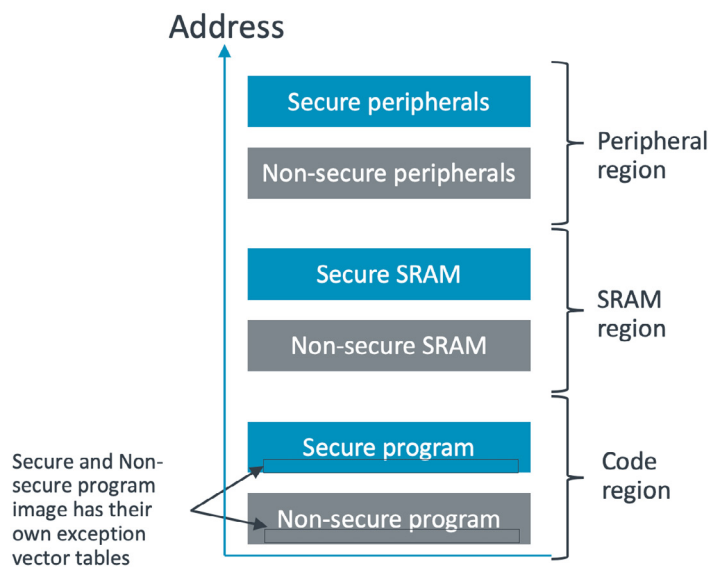 Address
Secure peripherals
Non-secure peripherals
Peripheral
region
Secure SRAM
Non-secure SRAM
SRAM
region
Secure program
Non-secure program
Code
region
Secure and Non-
secure program
image has their
own exception
vector tables